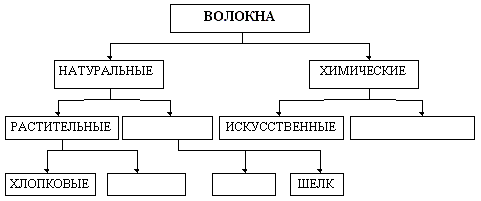 ВОЛОКНА
НАТУРАЛЬНЫЕ
ХИМИЧЕСКИЕ
РАСТИТЕЛЬНЫЕ
ИСКУССТВЕННЫЕ
ХЛОПКОВЫЕ
ШЕЛК